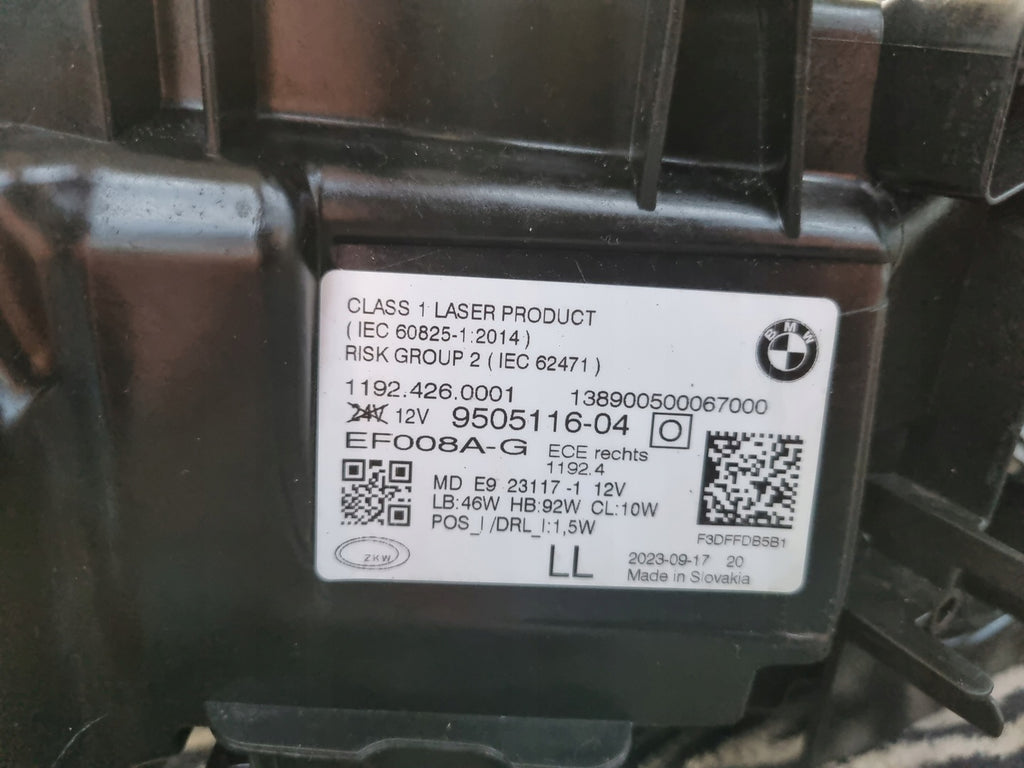 CLASS 1 LASER PRODUCT
( IEC 60825-1:2014 )
RISK GROUP 2 ( IEC 62471 )
BMW
1192.426.0001 138900500067000
24V 12V 9505116-04
EF008A-G ECE rechts
1192.4
MD E9 23117 -1 12V
LB:46W HB:92W CL:10W
POS_I /DRL_I:1,5W
F3DFFDB5B1
ZKW
LL
2023-09-17 20
Made in Slovakia